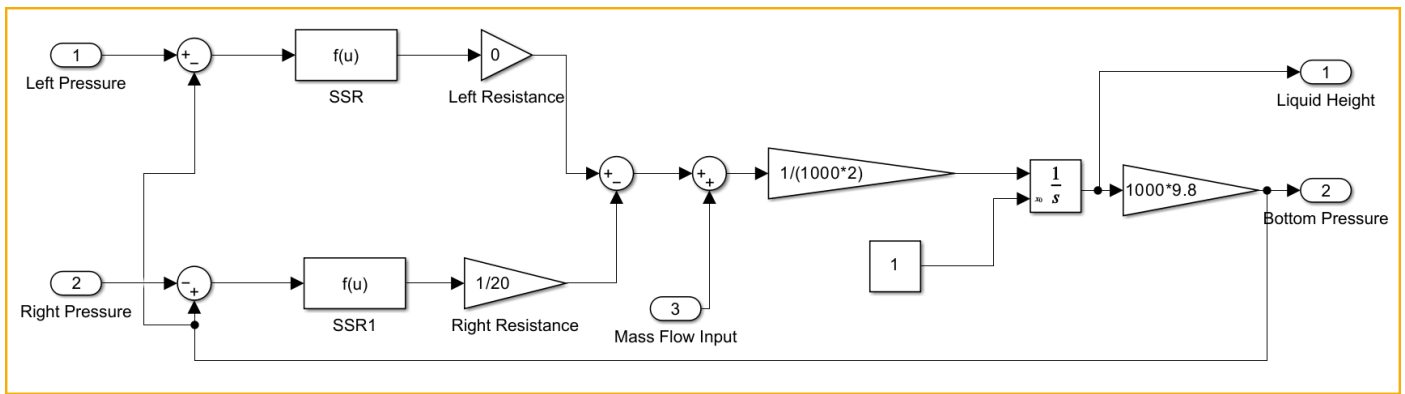 1
Left Pressure
+
−
f(u)
SSR
0
Left Resistance
2
Right Pressure
−
+
f(u)
SSR1
1/20
Right Resistance
+
−
+
+
3
Mass Flow Input
1/(1000*2)
1
1
s
x₀
1000*9.8
1
Liquid Height
2
Bottom Pressure